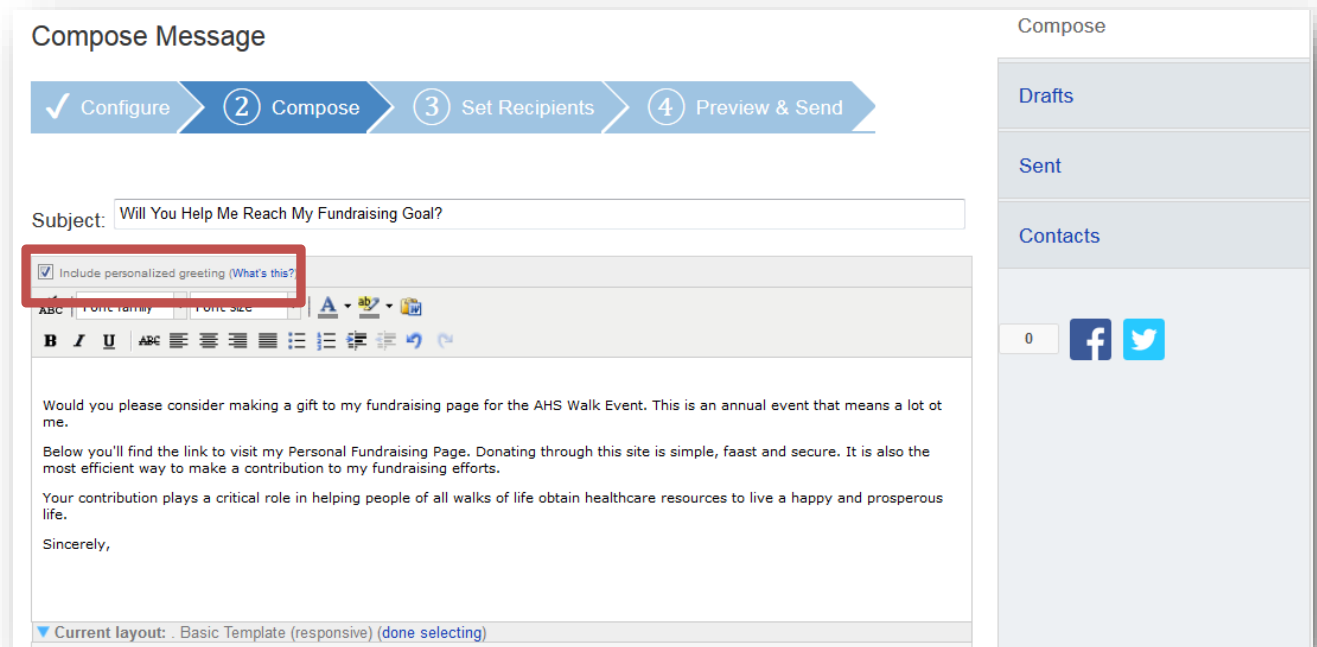 Compose Message
Compose
✓ Configure 2 Compose 3 Set Recipients 4 Preview & Send
Drafts
Sent
Subject: Will You Help Me Reach My Fundraising Goal?
Contacts
Include personalized greeting (What's this?)
ABC Font family Font size A ab
B I U ABC
0
Would you please consider making a gift to my fundraising page for the AHS Walk Event. This is an annual event that means a lot ot
me.
Below you'll find the link to visit my Personal Fundraising Page. Donating through this site is simple, faast and secure. It is also the
most efficient way to make a contribution to my fundraising efforts.
Your contribution plays a critical role in helping people of all walks of life obtain healthcare resources to live a happy and prosperous
life.
Sincerely,
Current layout: . Basic Template (responsive) (done selecting)